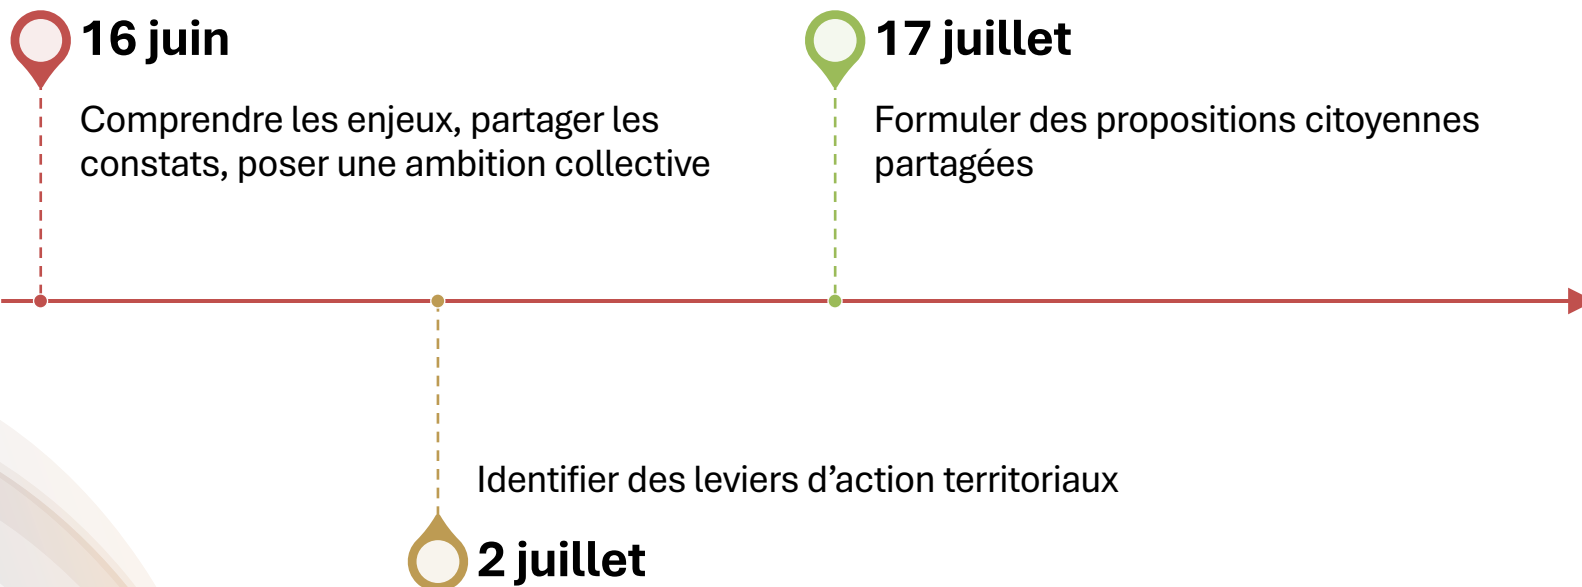 16 juin
Comprendre les enjeux, partager les
constats, poser une ambition collective
17 juillet
Formuler des propositions citoyennes
partagées
Identifier des leviers d’action territoriaux
2 juillet